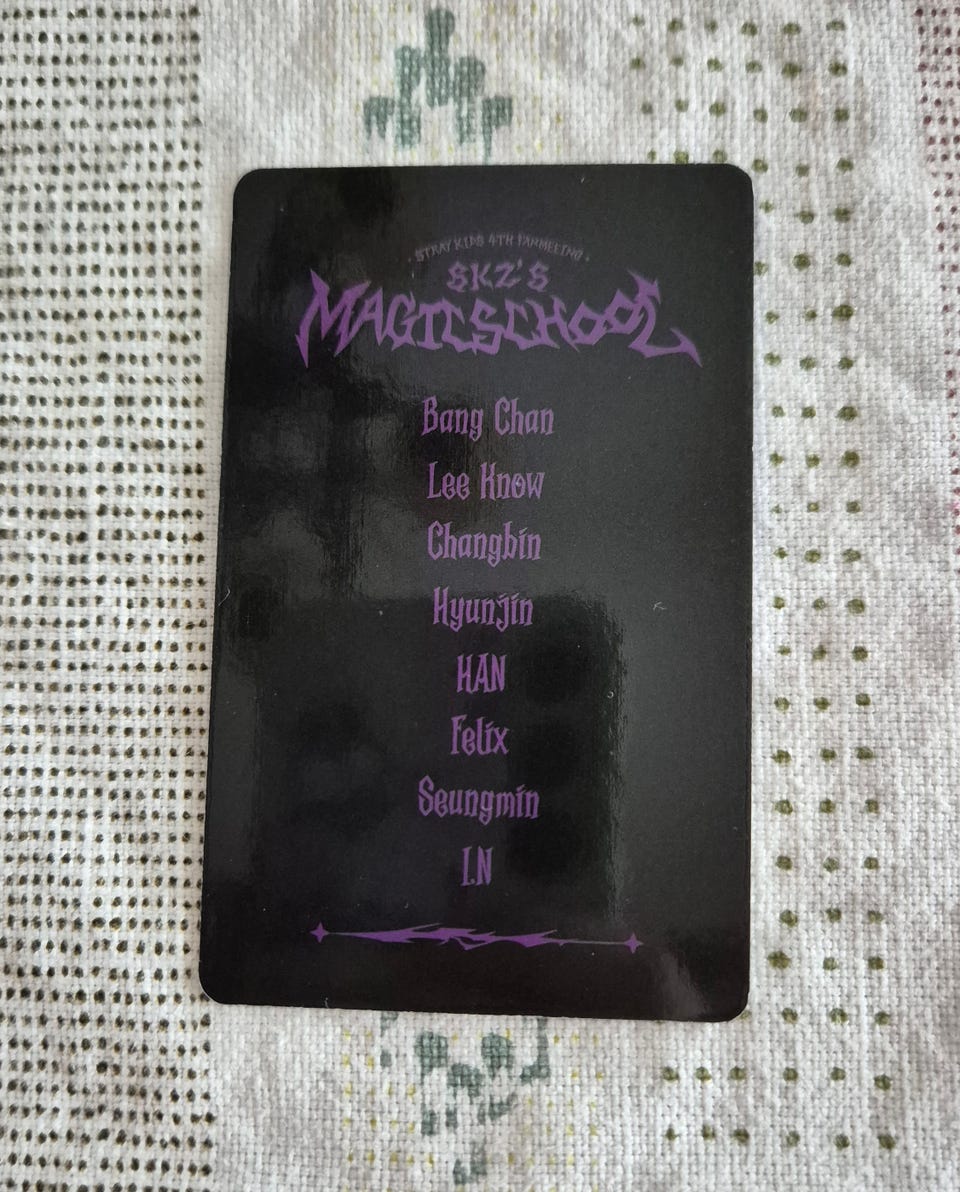 STRAY KIDS 4TH FANMEETING
SKZ'S
MAGIC SCHOOL
Bang Chan
Lee Know
Changbin
Hyunjin
HAN
Felix
Seungmin
I.N